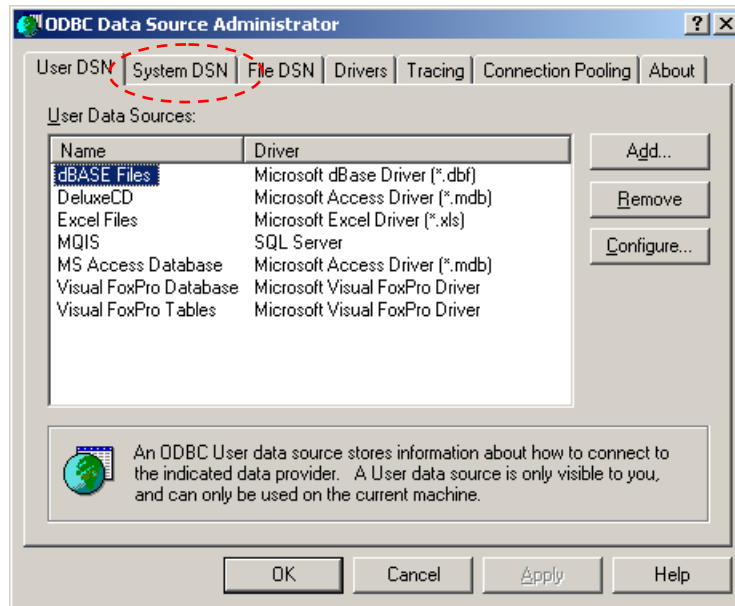 ODBC Data Source Administrator
User DSN System DSN File DSN Drivers Tracing Connection Pooling About
User Data Sources:
Name Driver
dBASE Files Microsoft dBase Driver (*.dbf)
DeluxeCD Microsoft Access Driver (*.mdb)
Excel Files Microsoft Excel Driver (*.xls)
MQIS SQL Server
MS Access Database Microsoft Access Driver (*.mdb)
Visual FoxPro Database Microsoft Visual FoxPro Driver
Visual FoxPro Tables Microsoft Visual FoxPro Driver
Add...
Remove
Configure...
An ODBC User data source stores information about how to connect to
the indicated data provider. A User data source is only visible to you,
and can only be used on the current machine.
OK Cancel Apply Help